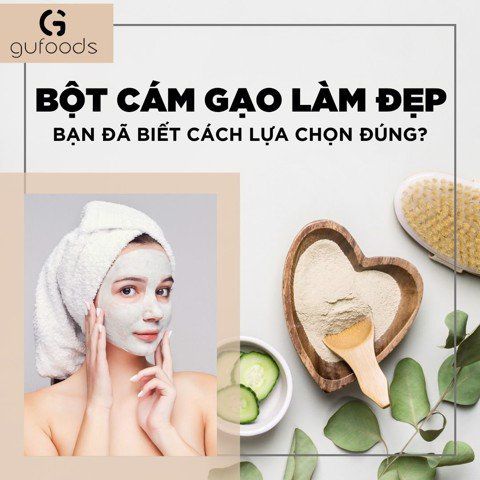 gufoods
BỘT CÁM GẠO LÀM ĐẸP
BẠN ĐÃ BIẾT CÁCH LỰA CHỌN ĐÚNG?